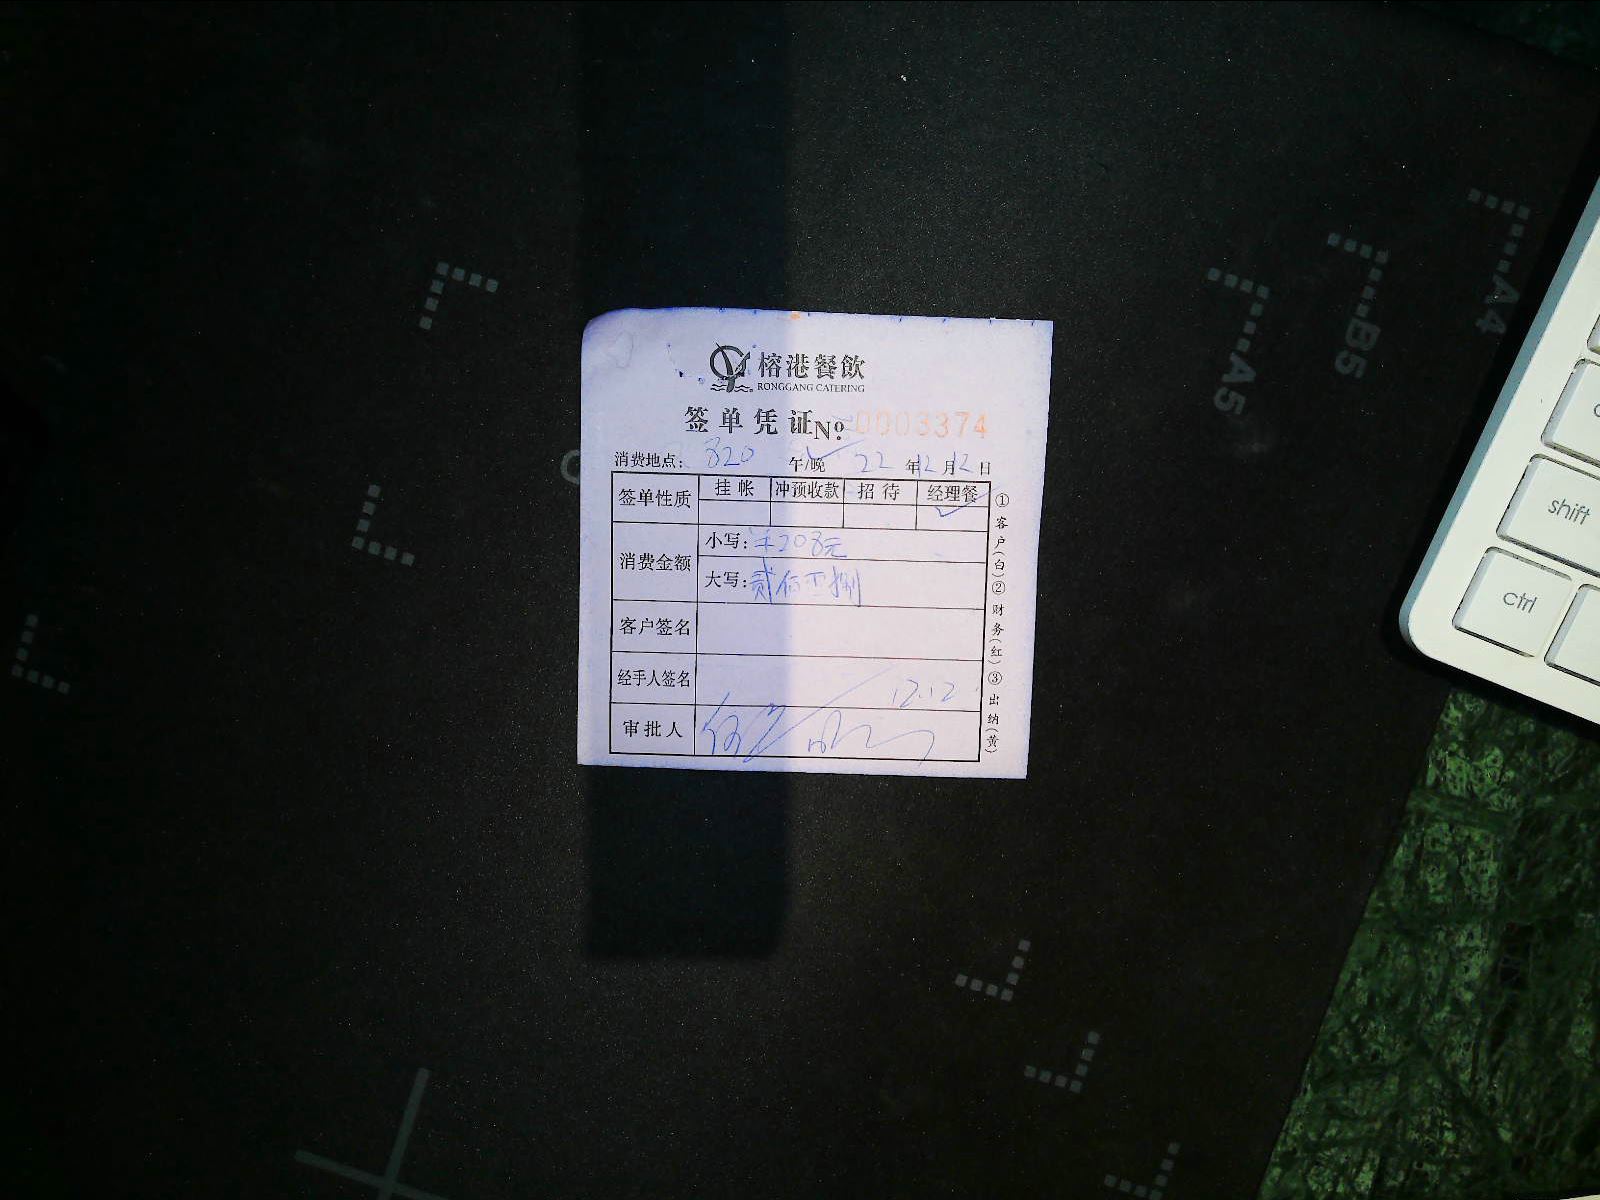 榕港餐飲
RONGGANG CATERING
签单凭证 No 0003374
消费地点: 820 午/晚 22 年 12 月 12 日
签单性质 挂帐 冲预收款 招待 经理餐
✓
消费金额 小写: ¥208元
大写: 贰佰零捌
客户签名
经手人签名 12.12
审批人
①客户(白)②财务(红)③出纳(黄)
A4
B5
A5
shift
ctrl